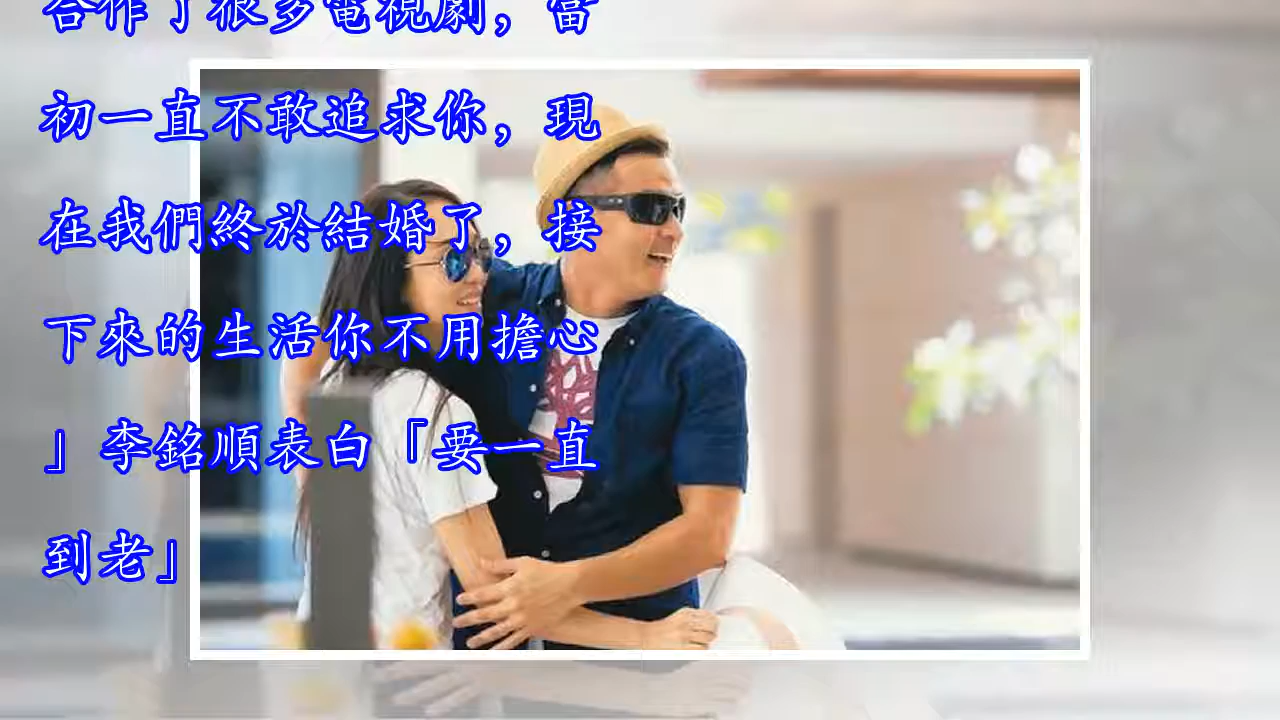 合作了很多電視劇，當
初一直不敢追求你，現
在我們終於結婚了，接
下來的生活你不用擔心
」李銘順表白「要一直
到老」